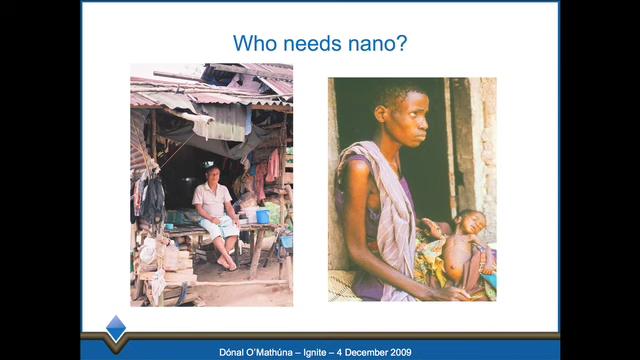 Who needs nano?
Dónal O'Mathúna – Ignite – 4 December 2009